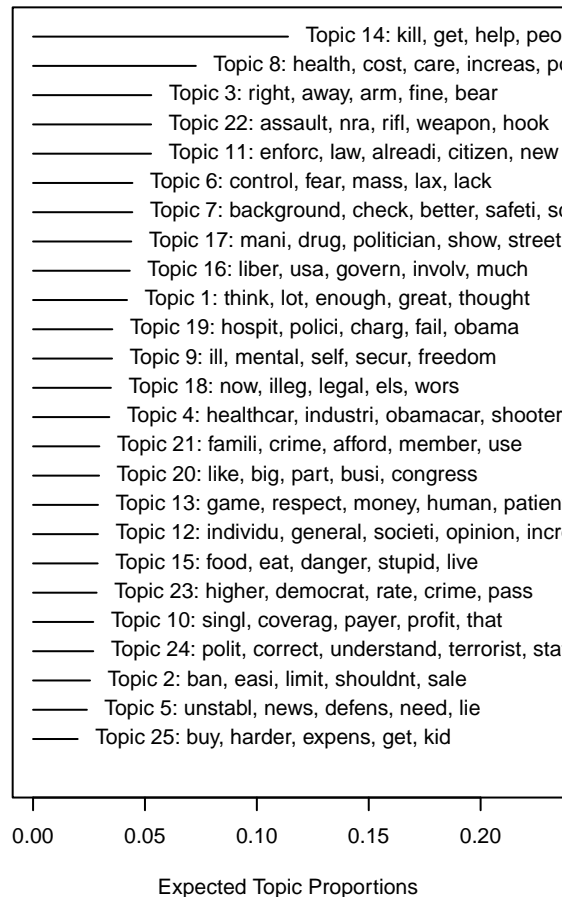 Topic 14: kill, get, help, peo
Topic 8: health, cost, care, increas, po
Topic 3: right, away, arm, fine, bear
Topic 22: assault, nra, rifl, weapon, hook
Topic 11: enforc, law, alreadi, citizen, new
Topic 6: control, fear, mass, lax, lack
Topic 7: background, check, better, safeti, sc
Topic 17: mani, drug, politician, show, street
Topic 16: liber, usa, govern, involv, much
Topic 1: think, lot, enough, great, thought
Topic 19: hospit, polici, charg, fail, obama
Topic 9: ill, mental, self, secur, freedom
Topic 18: now, illeg, legal, els, wors
Topic 4: healthcar, industri, obamacar, shooter
Topic 21: famili, crime, afford, member, use
Topic 20: like, big, part, busi, congress
Topic 13: game, respect, money, human, patien
Topic 12: individu, general, societi, opinion, incre
Topic 15: food, eat, danger, stupid, live
Topic 23: higher, democrat, rate, crime, pass
Topic 10: singl, coverag, payer, profit, that
Topic 24: polit, correct, understand, terrorist, sta
Topic 2: ban, easi, limit, shouldnt, sale
Topic 5: unstabl, news, defens, need, lie
Topic 25: buy, harder, expens, get, kid
0.00 0.05 0.10 0.15 0.20
Expected Topic Proportions